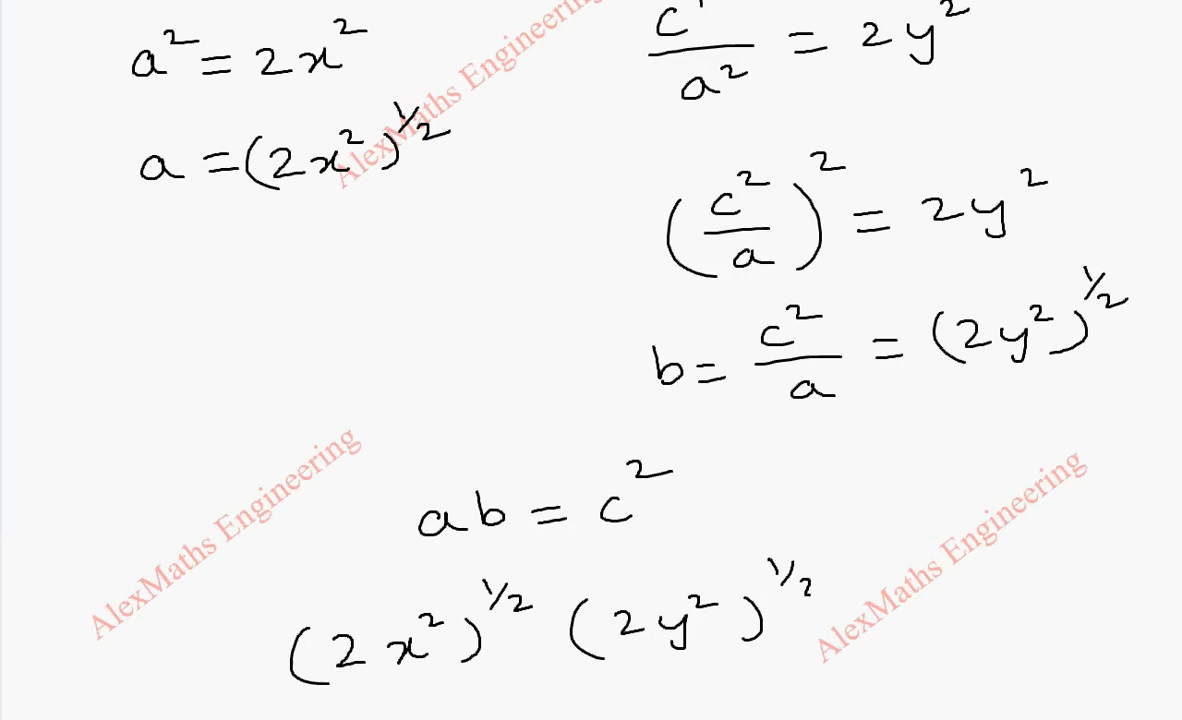 a² = 2x²
a = (2x²)^1/2
/a² = 2y²
(c²/a)² = 2y²
b = c²/a = (2y²)^1/2
ab = c²
(2x²)^1/2 (2y²)^1/2
AlexMaths Engineering
AlexMaths Engineering
AlexMaths Engineering